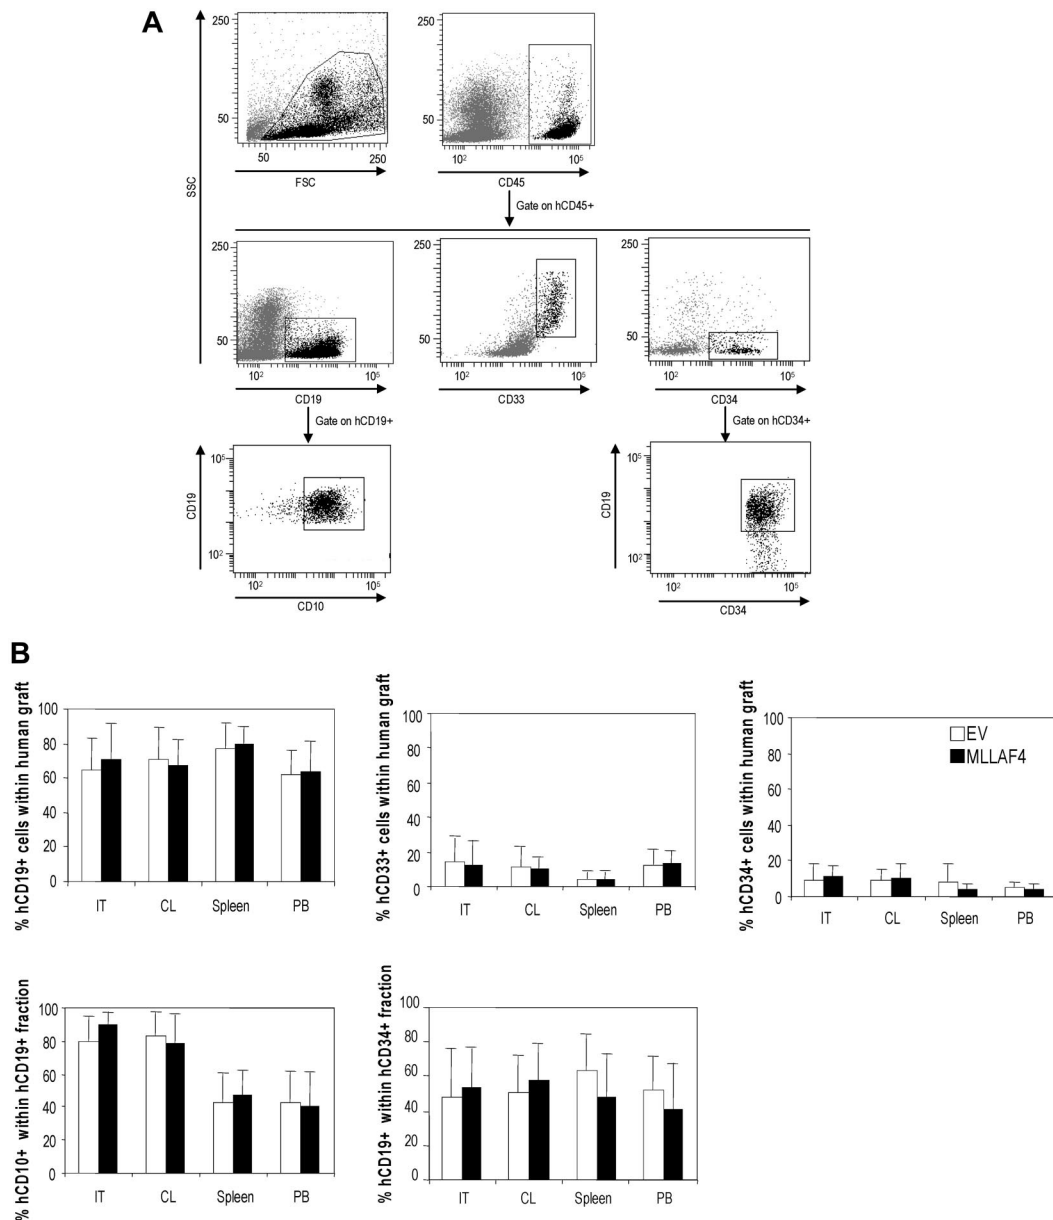 A
250
50
50
250
FSC
SSC
250
50
10²
10⁵
CD45
Gate on hCD45+
250
50
10²
10⁵
CD19
250
50
10²
10⁵
CD33
250
50
10²
10⁵
CD34
Gate on hCD19+
Gate on hCD34+
10⁵
10²
CD19
10²
10⁵
CD10
10⁵
10²
CD19
10²
10⁵
CD34
B
% hCD19+ cells within human graft
100
80
60
40
20
0
IT CL Spleen PB
% hCD33+ cells within human graft
100
80
60
40
20
0
IT CL Spleen PB
% hCD34+ cells within human graft
100
80
60
40
20
0
EV
MLLAF4
IT CL Spleen PB
% hCD10+ within hCD19+ fraction
100
80
60
40
20
0
IT CL Spleen PB
% hCD19+ within hCD34+ fraction
100
80
60
40
20
0
IT CL Spleen PB